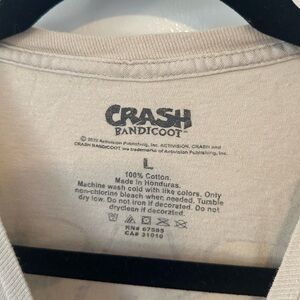 CRASH
BANDICOOT
Activision Publishing, Inc. ACTIVISION, CRASH and
CRASH BANDICOOT are trademarks of Activision Publishing, Inc.
L
100% Cotton.
Made in Honduras.
Machine wash cold with like colors. Only
non-chlorine bleach when needed. Tumble
dry low. Do not iron if decorated. Do not
dryclean if decorated.
RN# 67585
CA# 31010